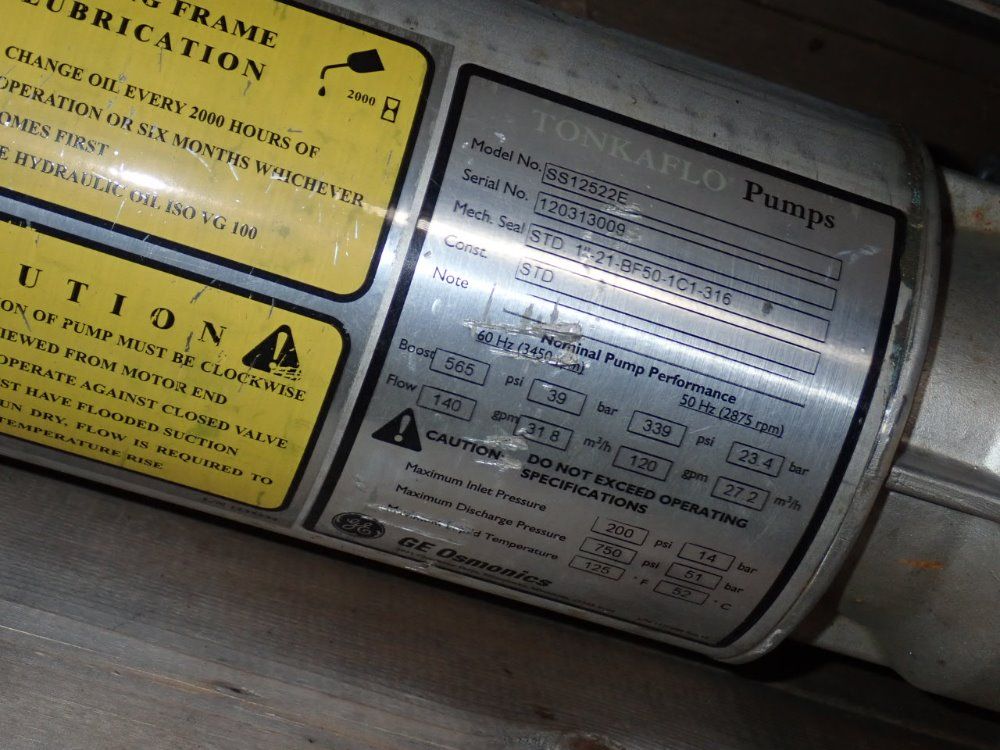 G FRAME
LUBRICATION
CHANGE OIL EVERY 2000 HOURS OF
OPERATION OR SIX MONTHS WHICHEVER
OMES FIRST
E HYDRAULIC OIL ISO VG 100
2000
UTION
ON OF PUMP MUST BE CLOCKWISE
IEWED FROM MOTOR END
OPERATE AGAINST CLOSED VALVE
ST HAVE FLOODED SUCTION
UN DRY, FLOW IS REQUIRED TO
TEMPERATURE RISE
TONKAFLO Pumps
Model No. SS12522E
Serial No. 120313009
Mech. Seal STD 1"-21-BF50-1C1-316
Const. STD
Note
Nominal Pump Performance
60 Hz (3450 rpm) 50 Hz (2875 rpm)
Boost 565 psi 39 bar 339 psi 23.4 bar
Flow 140 gpm 31.8 m³/h 120 gpm 27.2 m³/h
CAUTION- DO NOT EXCEED OPERATING
SPECIFICATIONS
Maximum Inlet Pressure 200 psi 14 bar
Maximum Discharge Pressure 750 psi 51 bar
Maximum Liquid Temperature 125 °F 52 °C
GE Osmonics